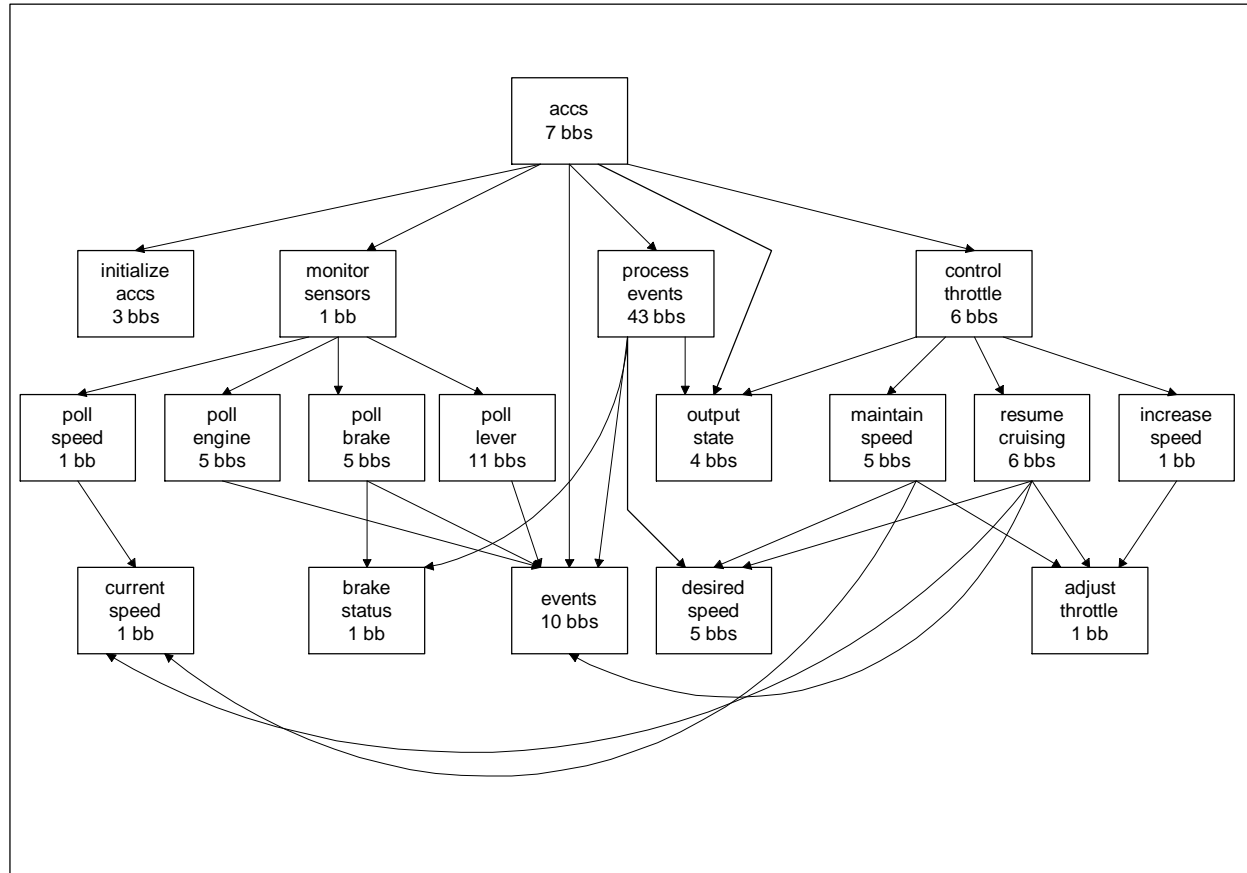 accs
7 bbs
initialize
accs
3 bbs
monitor
sensors
1 bb
process
events
43 bbs
control
throttle
6 bbs
poll
speed
1 bb
poll
engine
5 bbs
poll
brake
5 bbs
poll
lever
11 bbs
output
state
4 bbs
maintain
speed
5 bbs
resume
cruising
6 bbs
increase
speed
1 bb
current
speed
1 bb
brake
status
1 bb
events
10 bbs
desired
speed
5 bbs
adjust
throttle
1 bb